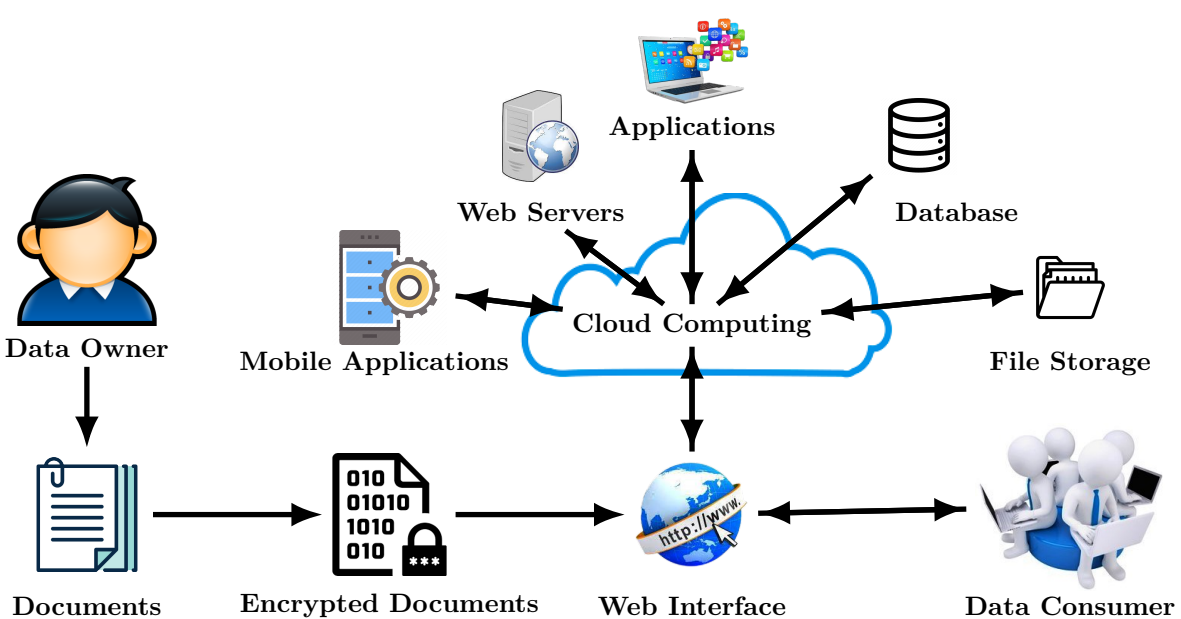 Applications
Web Servers
Database
Data Owner
Mobile Applications
Cloud Computing
File Storage
010
01010
1010
010
***
http://www.
Documents
Encrypted Documents
Web Interface
Data Consumer